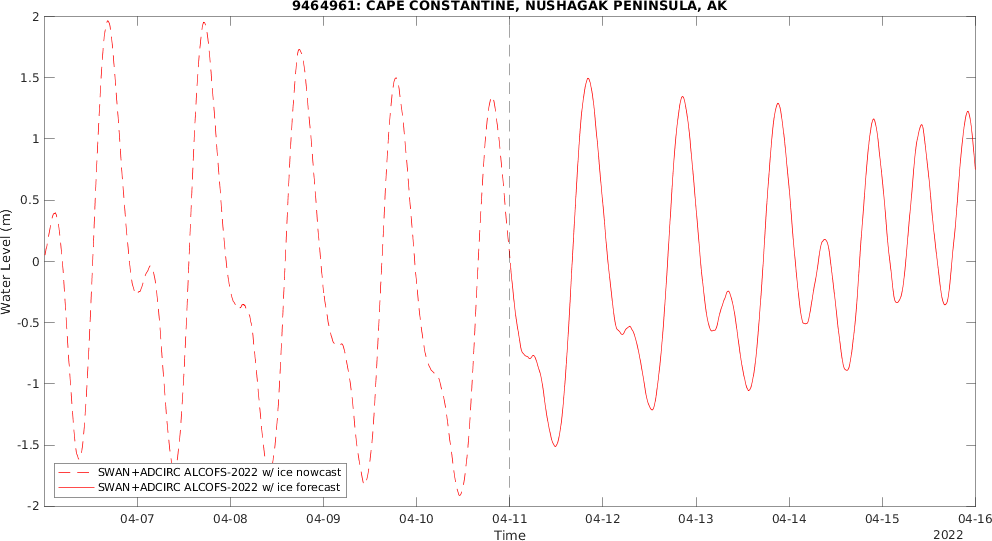 9464961: CAPE CONSTANTINE, NUSHAGAK PENINSULA, AK
2
1.5
1
0.5
0
-0.5
-1
-1.5
-2
Water Level (m)
SWAN+ADCIRC ALCOFS-2022 w/ ice nowcast
SWAN+ADCIRC ALCOFS-2022 w/ ice forecast
04-07 04-08 04-09 04-10 04-11 04-12 04-13 04-14 04-15 04-16
Time
2022